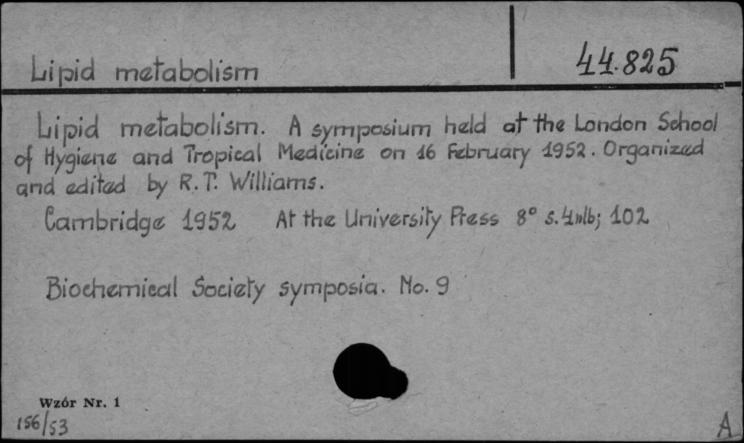 Lipid metabolism
44.825
Lipid metabolism. A symposium held at the London School
of Hygiene and Tropical Medicine on 16 February 1952. Organized
and edited by R.T. Williams.
Cambridge 1952 At the University Press 8° s. 4nlb; 102
Biochemical Society symposia. No. 9
Wzór Nr. 1
156/53
A